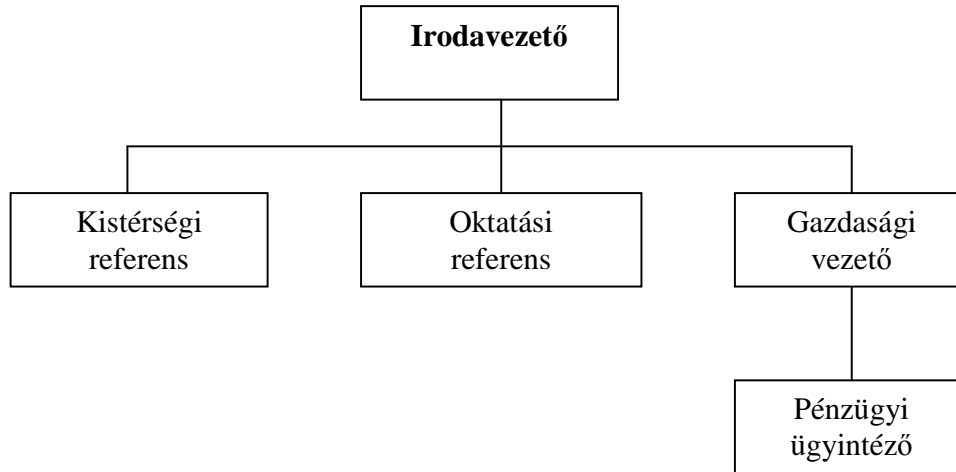 Irodavezető
Kistérségi
referens
Oktatási
referens
Gazdasági
vezető
Pénzügyi
ügyintéző